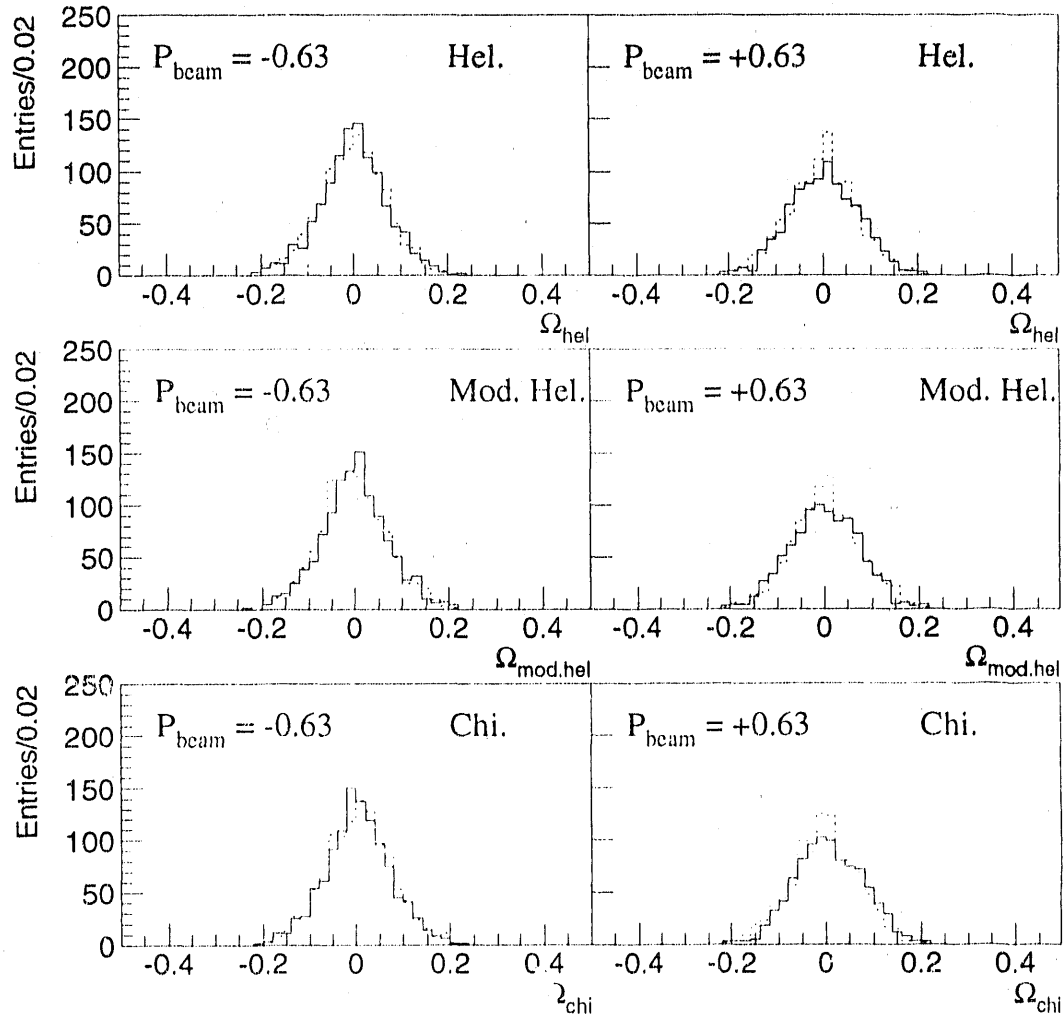 Entries/0.02
250
200
150
100
50
0
P_beam = -0.63 Hel.
P_beam = +0.63 Hel.
-0.4 -0.2 0 0.2 0.4
-0.4 -0.2 0 0.2 0.4
Ω_hel
Ω_hel
Entries/0.02
250
200
150
100
50
0
P_beam = -0.63 Mod. Hel.
P_beam = +0.63 Mod. Hel.
-0.4 -0.2 0 0.2 0.4
-0.4 -0.2 0 0.2 0.4
Ω_mod.hel
Ω_mod.hel
Entries/0.02
250
200
150
100
50
0
P_beam = -0.63 Chi.
P_beam = +0.63 Chi.
-0.4 -0.2 0 0.2 0.4
-0.4 -0.2 0 0.2 0.4
Ω_chi
Ω_chi